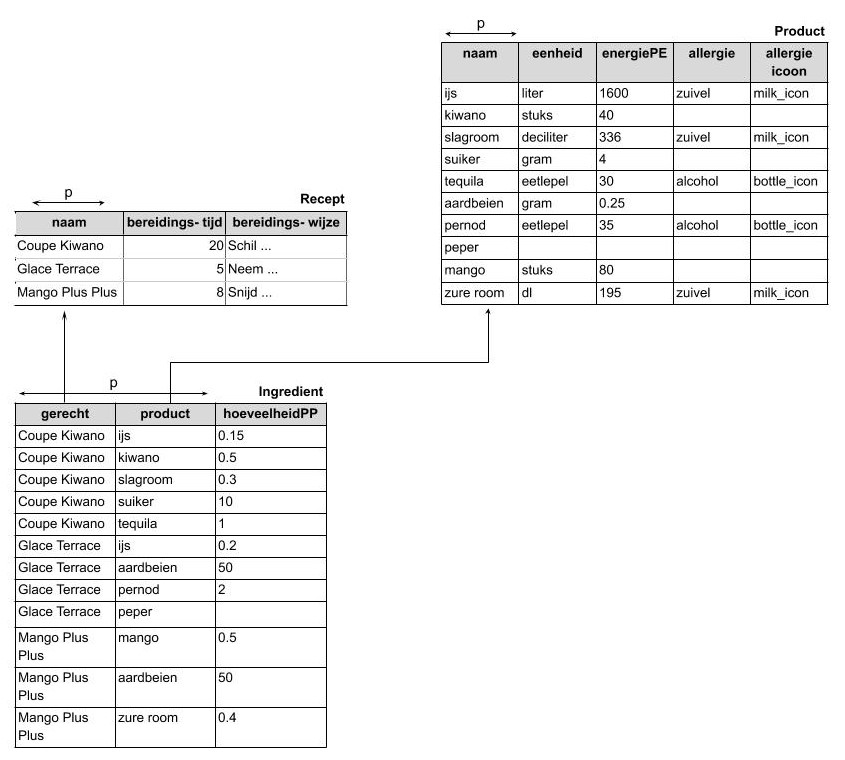 p
Product
naam eenheid energiePE allergie allergie
icoon
ijs liter 1600 zuivel milk_icon
kiwano stuks 40
slagroom deciliter 336 zuivel milk_icon
suiker gram 4
tequila eetlepel 30 alcohol bottle_icon
aardbeien gram 0.25
pernod eetlepel 35 alcohol bottle_icon
peper
mango stuks 80
zure room dl 195 zuivel milk_icon
p
Recept
naam bereidings- tijd bereidings- wijze
Coupe Kiwano 20 Schil ...
Glace Terrace 5 Neem ...
Mango Plus Plus 8 Snijd ...
p
Ingredient
gerecht product hoeveelheidPP
Coupe Kiwano ijs 0.15
Coupe Kiwano kiwano 0.5
Coupe Kiwano slagroom 0.3
Coupe Kiwano suiker 10
Coupe Kiwano tequila 1
Glace Terrace ijs 0.2
Glace Terrace aardbeien 50
Glace Terrace pernod 2
Glace Terrace peper
Mango Plus mango 0.5
Plus
Mango Plus aardbeien 50
Plus
Mango Plus zure room 0.4
Plus